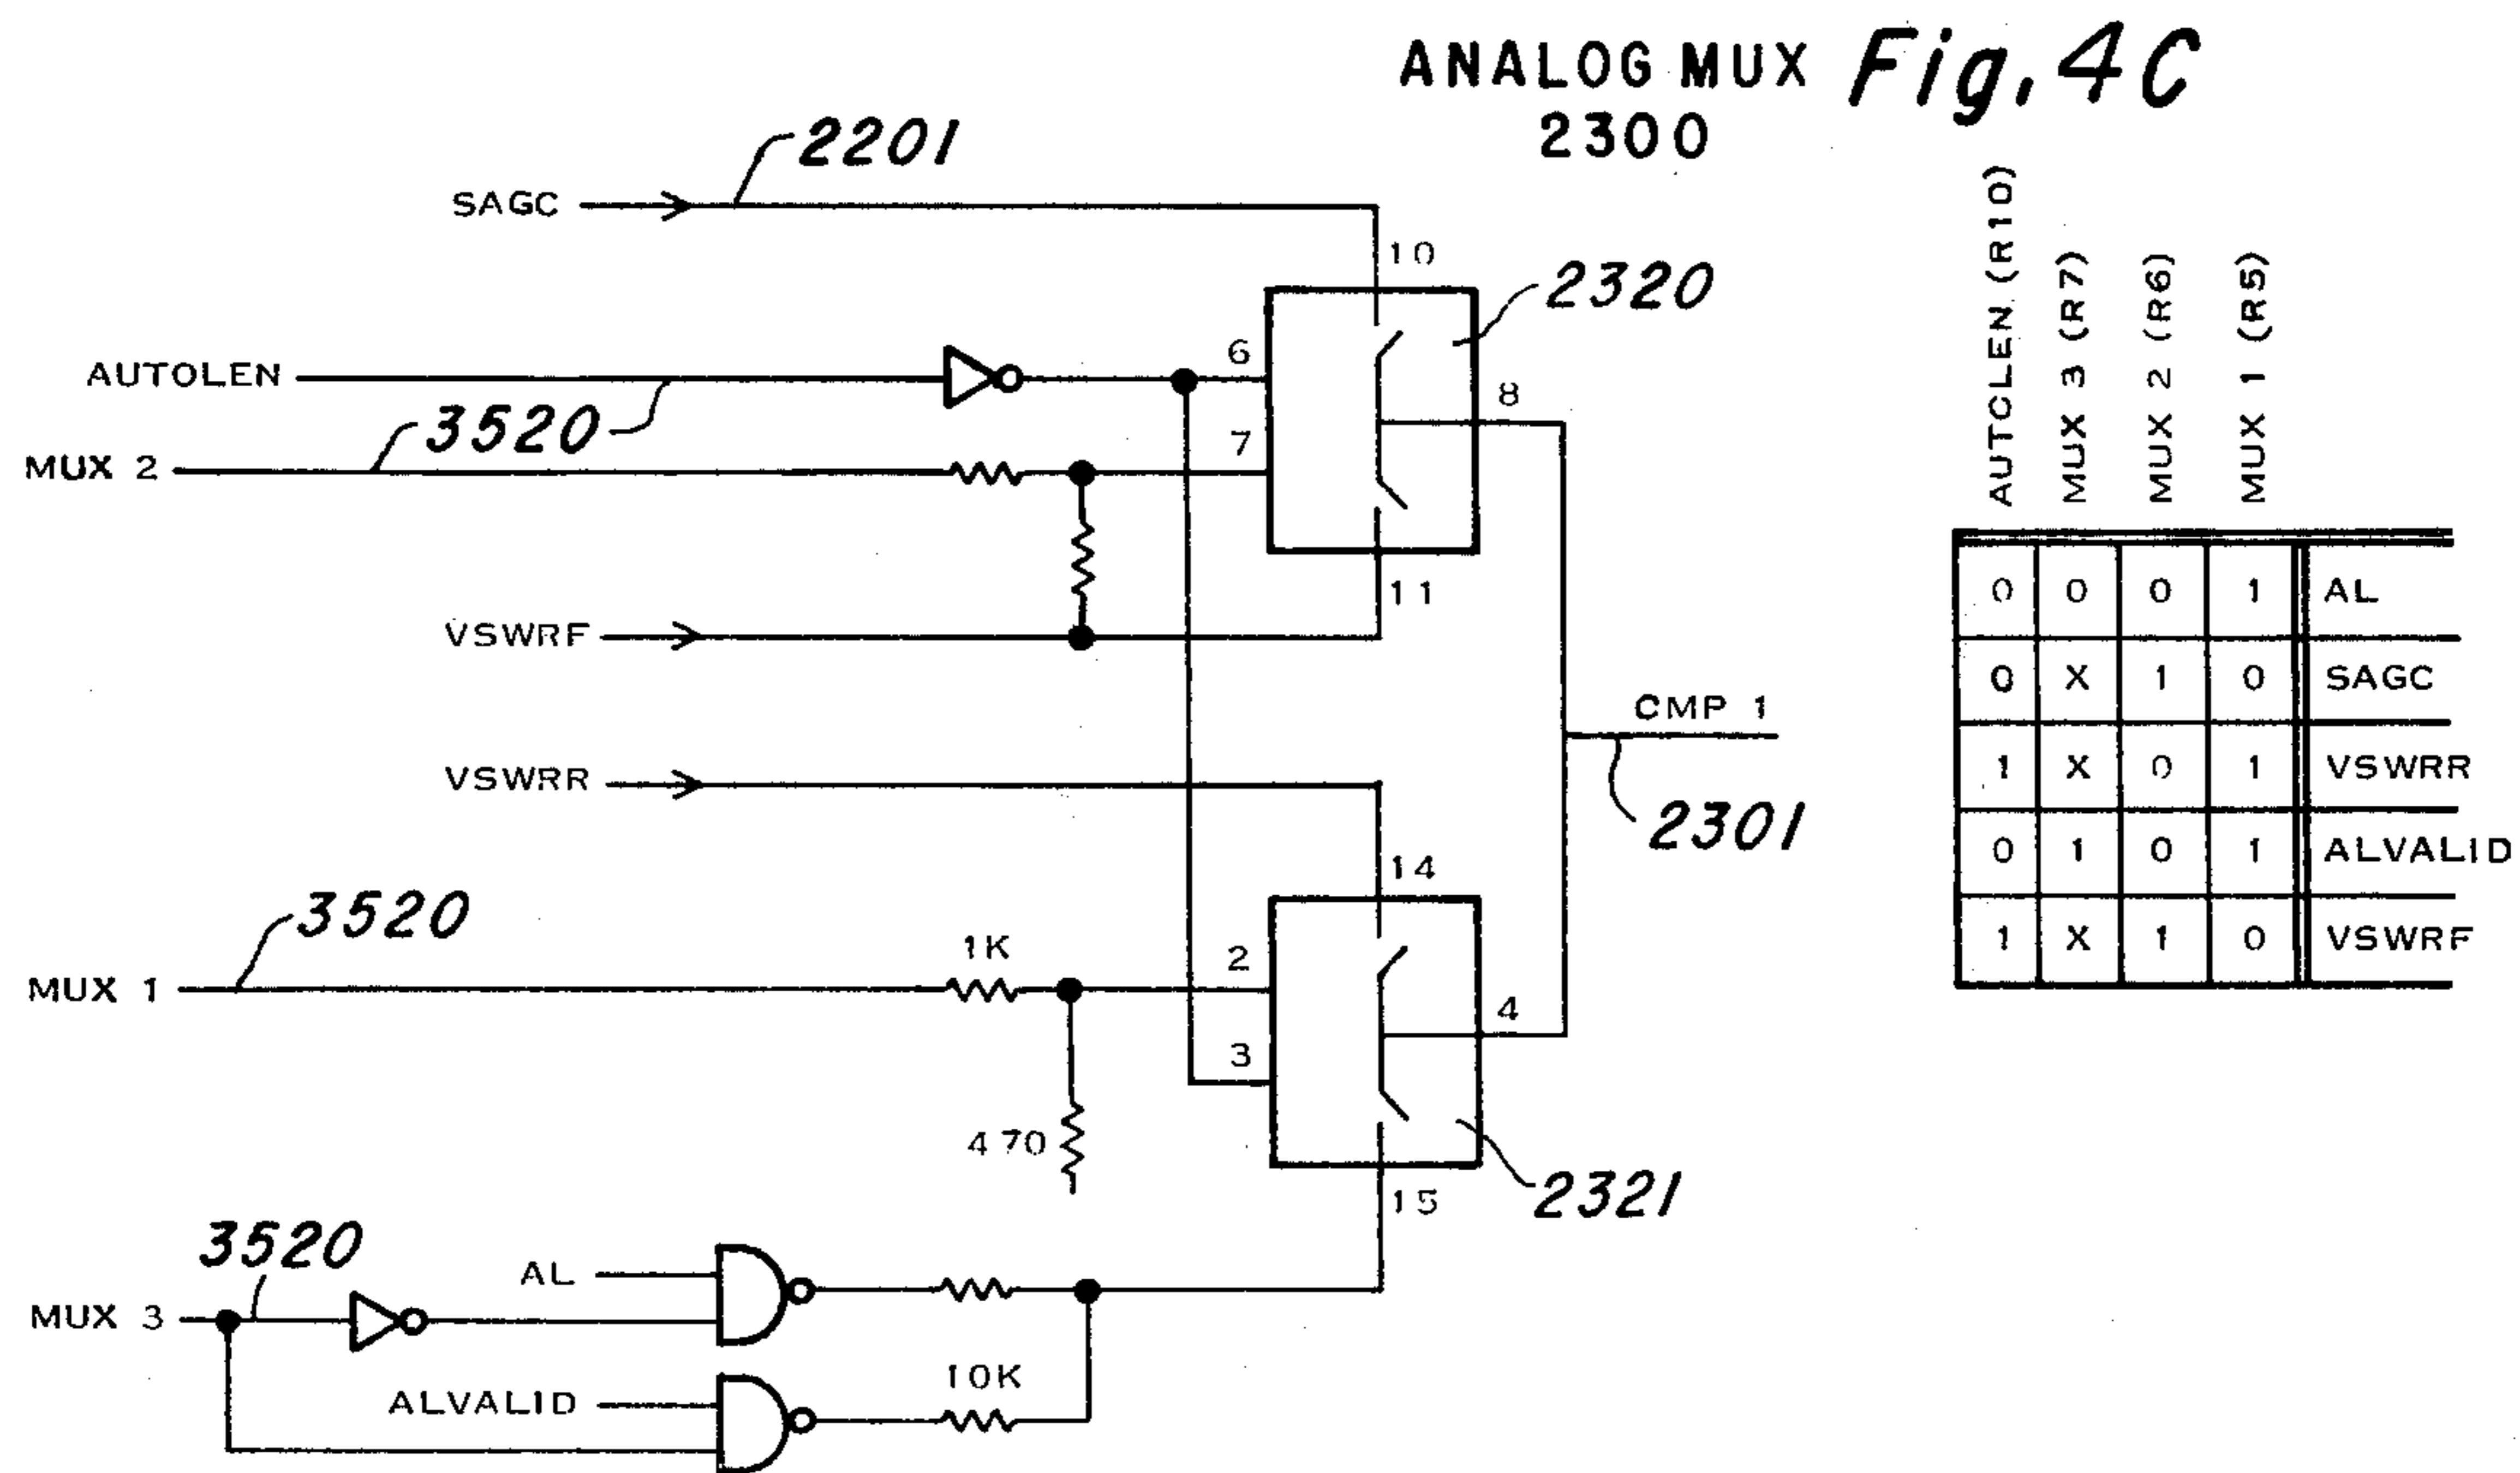 ANALOG MUX Fig. 4C
2300
2201
SAGC
10
2320
AUTOLEN
6
8
3520
7
MUX 2
11
VSWRF
CMP 1
VSWRR
2301
14
3520
1K
2
MUX 1
4
3
470
15
2321
3520
AL
MUX 3
10K
ALVALID
AUTOLEN (R10)
MUX 3 (R7)
MUX 2 (R6)
MUX 1 (R5)
0 0 0 1 AL
0 X 1 0 SAGC
1 X 0 1 VSWRR
0 1 0 1 ALVALID
1 X 1 0 VSWRF